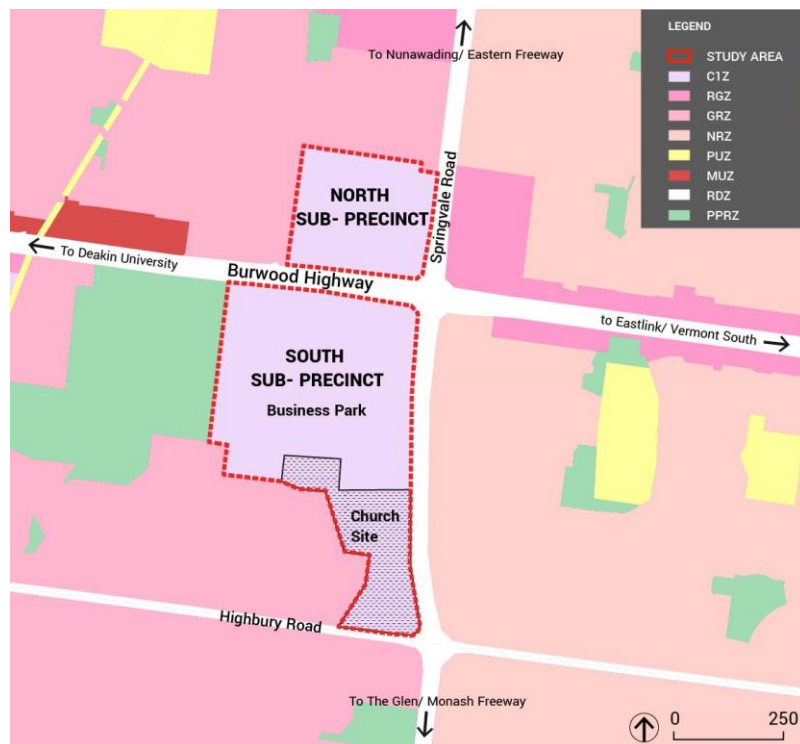 LEGEND
STUDY AREA
C1Z
RGZ
GRZ
NRZ
PUZ
MUZ
RDZ
PPRZ
To Nunawading/ Eastern Freeway
NORTH
SUB- PRECINCT
Springvale Road
To Deakin University
Burwood Highway
to Eastlink/ Vermont South
SOUTH
SUB- PRECINCT
Business Park
Church
Site
Highbury Road
To The Glen/ Monash Freeway
0 250